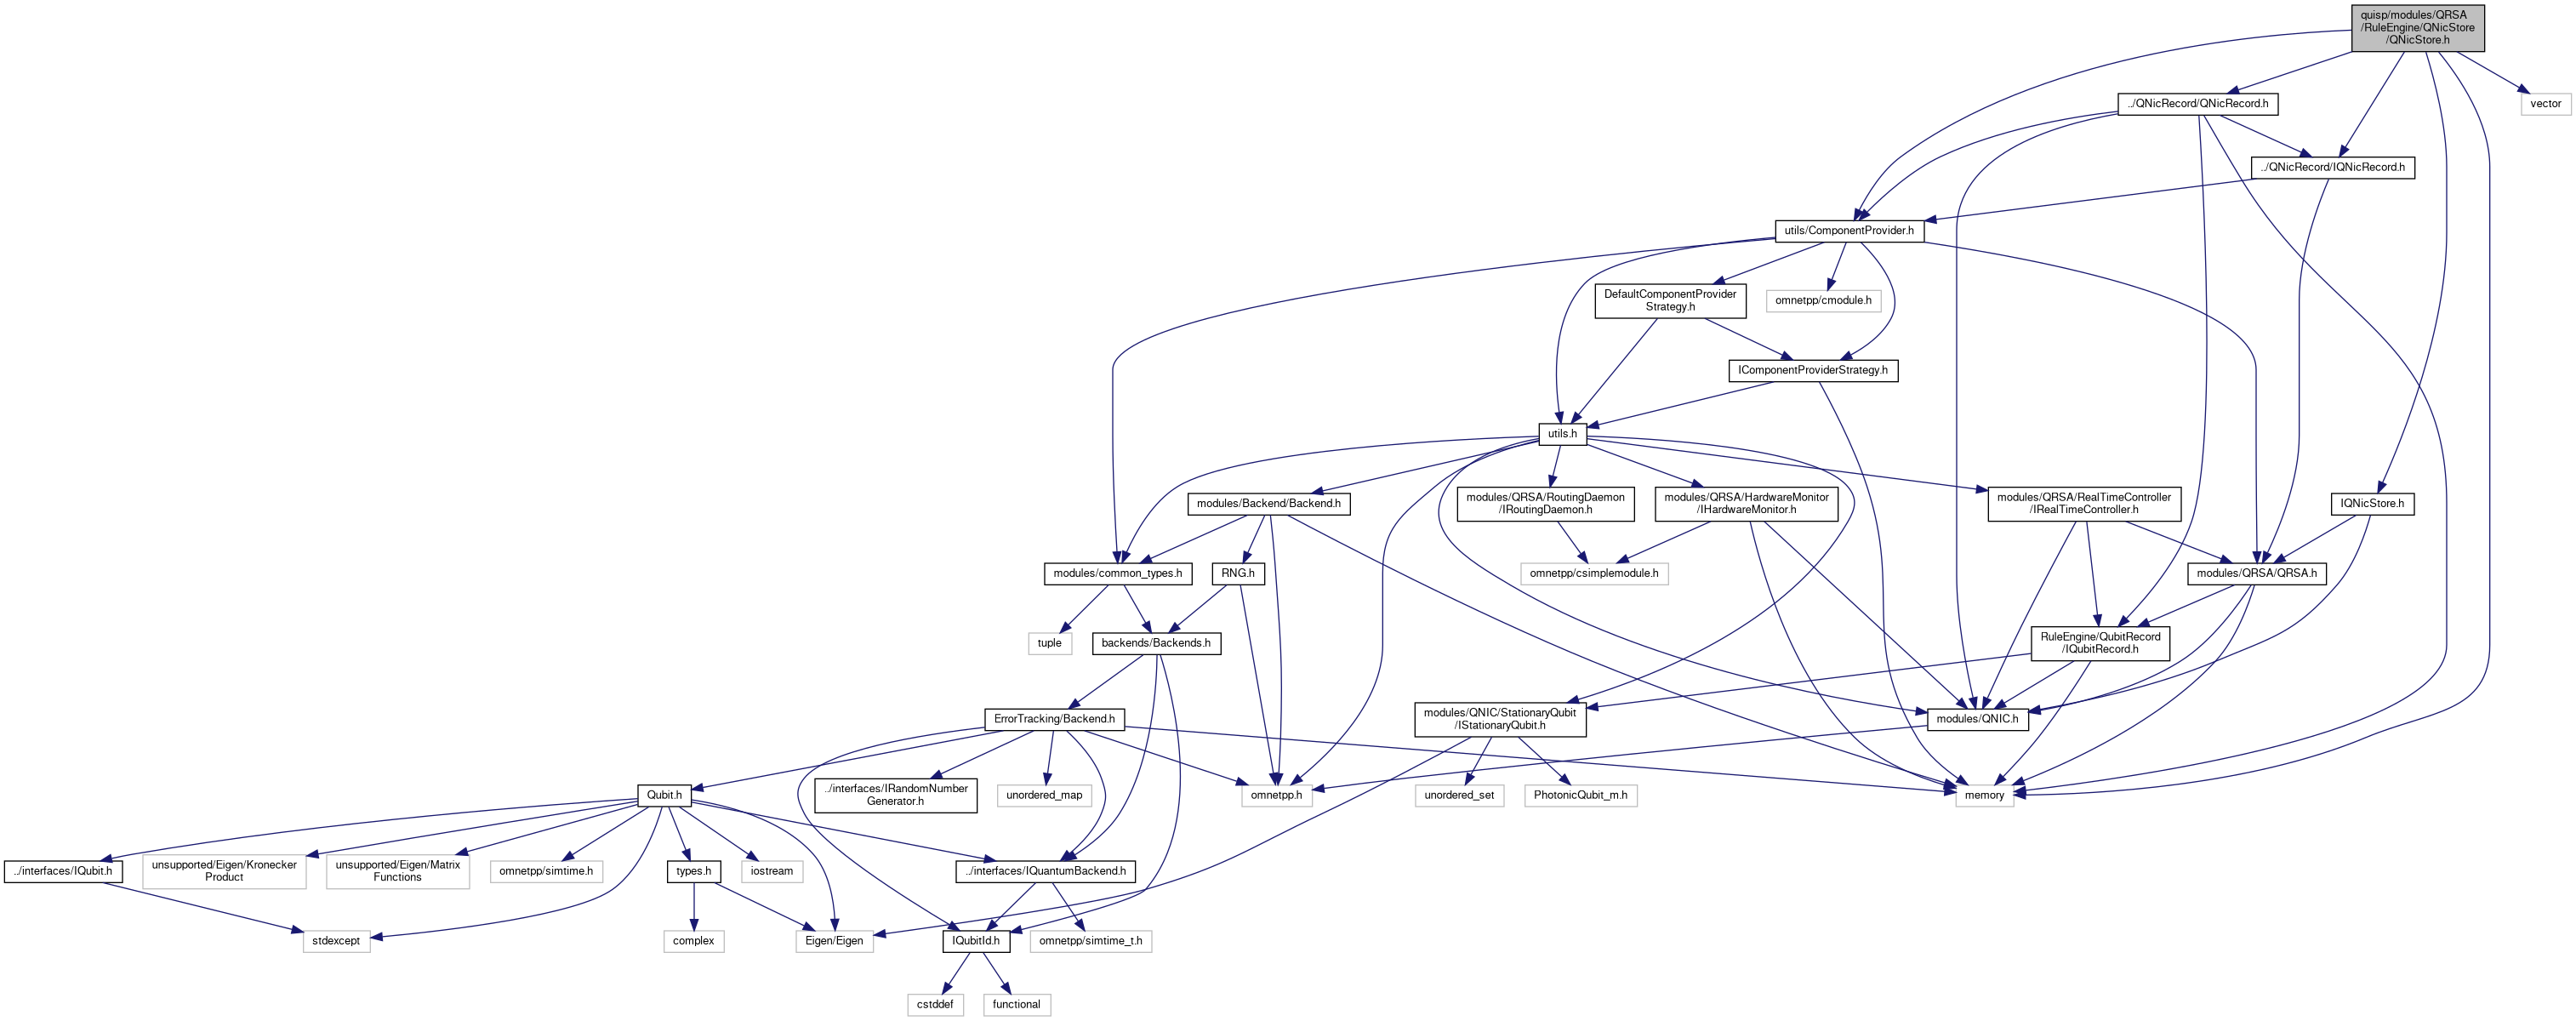 quisp/modules/QRSA
/RuleEngine/QNicStore
/QNicStore.h
../QNicRecord/QNicRecord.h
vector
../QNicRecord/IQNicRecord.h
utils/ComponentProvider.h
DefaultComponentProvider
Strategy.h
omnetpp/cmodule.h
IComponentProviderStrategy.h
utils.h
modules/Backend/Backend.h
modules/QRSA/RoutingDaemon
/IRoutingDaemon.h
modules/QRSA/HardwareMonitor
/IHardwareMonitor.h
modules/QRSA/RealTimeController
/IRealTimeController.h
IQNicStore.h
modules/common_types.h
RNG.h
omnetpp/csimplemodule.h
modules/QRSA/QRSA.h
tuple
backends/Backends.h
RuleEngine/QubitRecord
/IQubitRecord.h
ErrorTracking/Backend.h
modules/QNIC/StationaryQubit
/IStationaryQubit.h
modules/QNIC.h
Qubit.h
../interfaces/IRandomNumber
Generator.h
unordered_map
omnetpp.h
unordered_set
PhotonicQubit_m.h
memory
../interfaces/IQubit.h
unsupported/Eigen/Kronecker
Product
unsupported/Eigen/Matrix
Functions
omnetpp/simtime.h
types.h
iostream
../interfaces/IQuantumBackend.h
stdexcept
complex
Eigen/Eigen
IQubitId.h
omnetpp/simtime_t.h
cstddef
functional